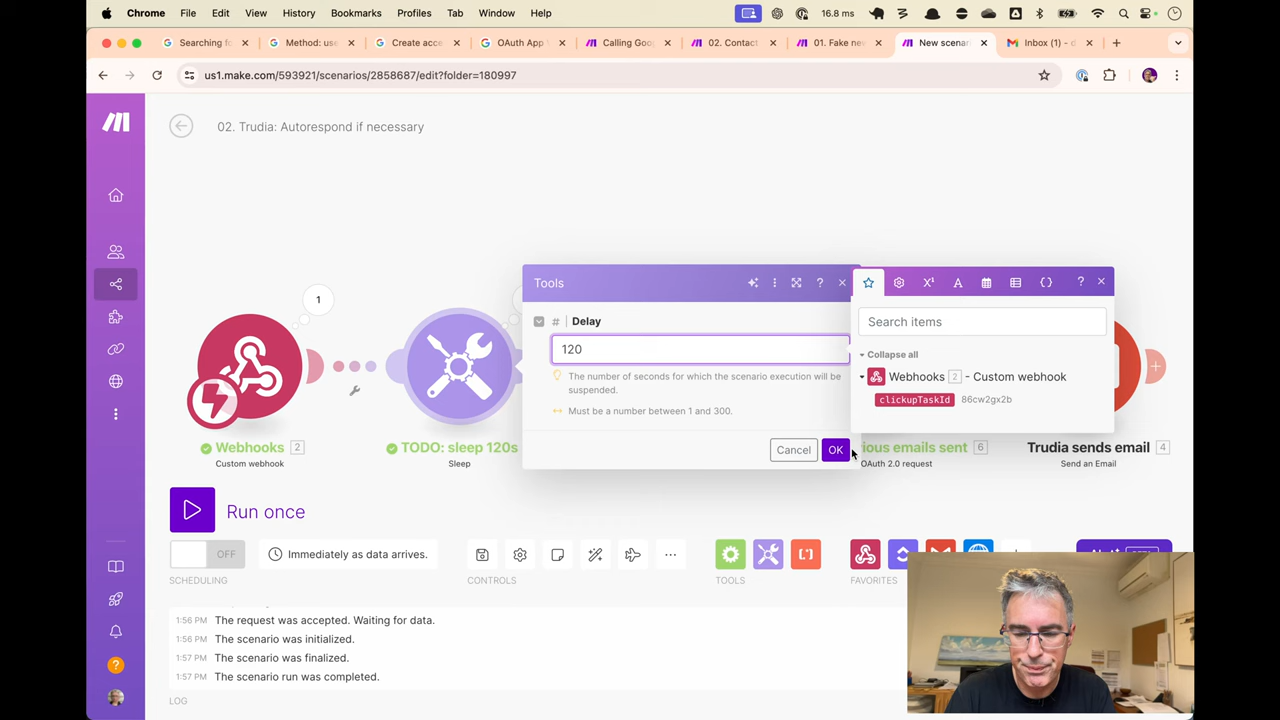 Chrome File Edit View History Bookmarks Profiles Tab Window Help 16.8 ms
Searching fo Method: use Create acce OAuth App Calling Goo 02. Contact 01. Fake new New scenar Inbox (1) - d
us1.make.com/593921/scenarios/2858687/edit?folder=180997
02. Trudia: Autorespond if necessary
1
Tools
# Delay
120
The number of seconds for which the scenario execution will be
suspended.
Must be a number between 1 and 300.
Cancel OK
Search items
Collapse all
Webhooks 2 - Custom webhook
clickupTaskId 86cw2gx2b
Webhooks 2
Custom webhook
TODO: sleep 120s
Sleep
ious emails sent 6
OAuth 2.0 request
Trudia sends email 4
Send an Email
Run once
OFF
Immediately as data arrives.
SCHEDULING
CONTROLS
TOOLS
FAVORITES
1:56 PM The request was accepted. Waiting for data.
1:56 PM The scenario was initialized.
1:57 PM The scenario was finalized.
1:57 PM The scenario run was completed.
LOG